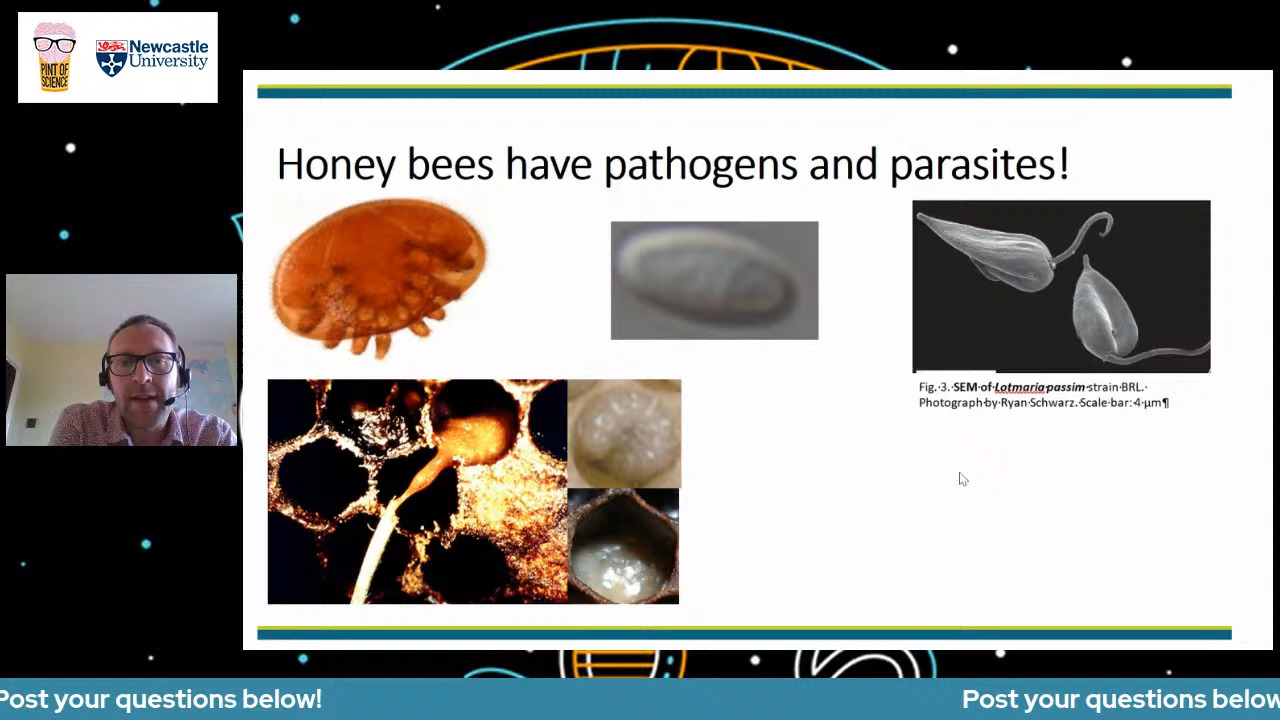 PINT OF
SCIENCE
Newcastle
University
Honey bees have pathogens and parasites!
Fig.·3.·SEM·of·Lotmaria·passim·strain·BRL.·
Photograph·by·Ryan·Schwarz.·Scale·bar:·4·µm¶
Post your questions below!
Post your questions below